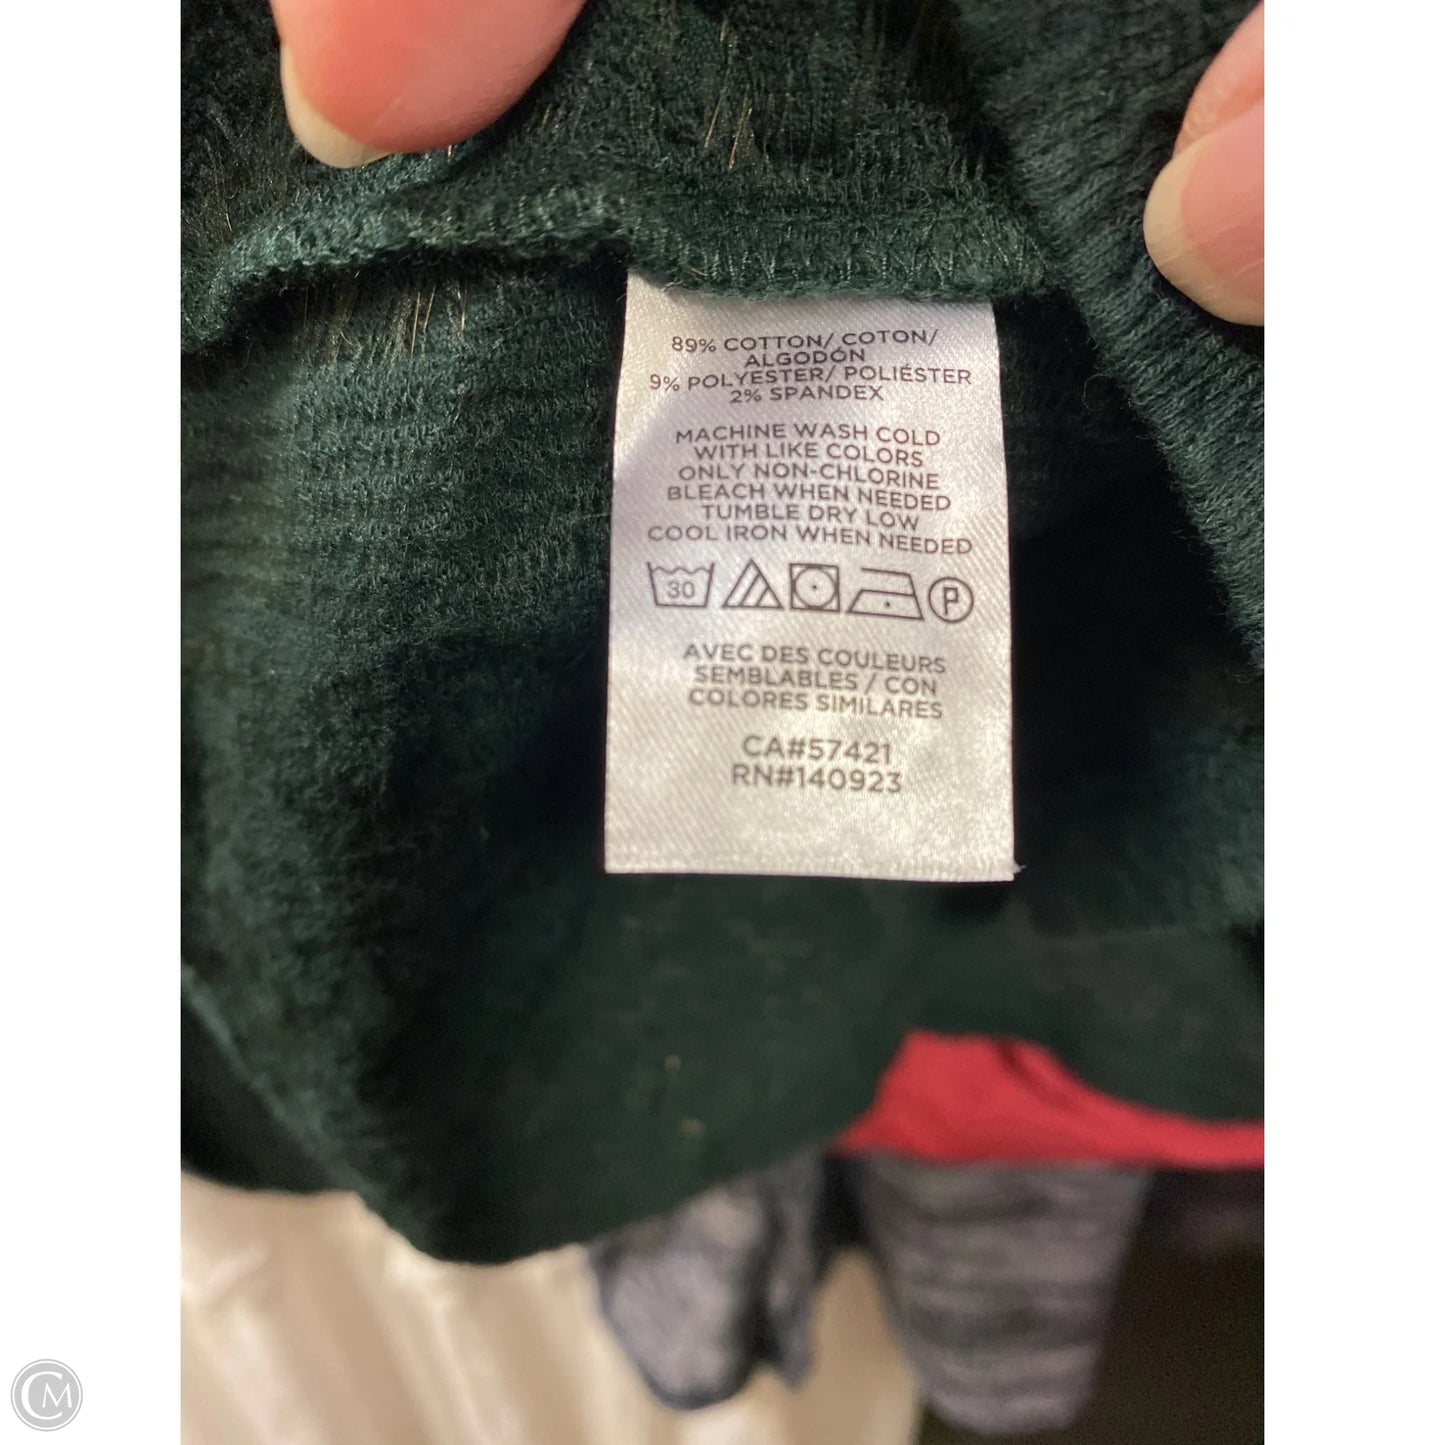 89% COTTON/ COTON/
ALGODÓN
9% POLYESTER/ POLIÉSTER
2% SPANDEX
MACHINE WASH COLD
WITH LIKE COLORS
ONLY NON-CHLORINE
BLEACH WHEN NEEDED
TUMBLE DRY LOW
COOL IRON WHEN NEEDED
30 P
AVEC DES COULEURS
SEMBLABLES / CON
COLORES SIMILARES
CA#57421
RN#140923
CM